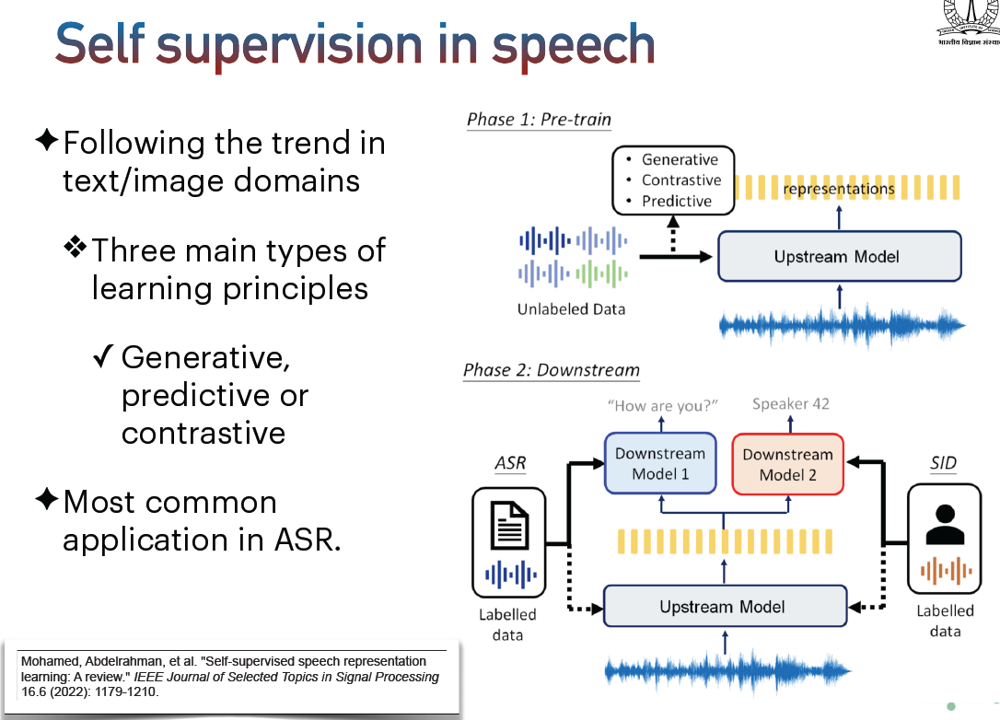 Self supervision in speech
भारतीय विज्ञान संस्था
✦Following the trend in
text/image domains
❖Three main types of
learning principles
✓ Generative,
predictive or
contrastive
✦Most common
application in ASR.
Mohamed, Abdelrahman, et al. "Self-supervised speech representation
learning: A review." IEEE Journal of Selected Topics in Signal Processing
16.6 (2022): 1179-1210.
Phase 1: Pre-train
• Generative
• Contrastive
• Predictive
representations
Upstream Model
Unlabeled Data
Phase 2: Downstream
"How are you?"
Speaker 42
ASR
Downstream
Model 1
Downstream
Model 2
SID
Labelled
data
Upstream Model
Labelled
data